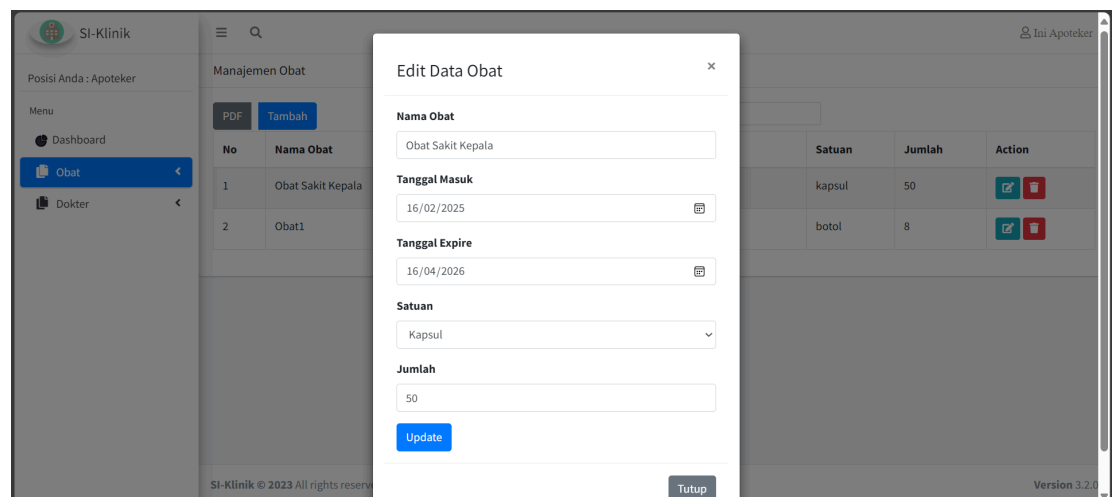 SI-Klinik
Ini Apoteker
Posisi Anda : Apoteker
Menu
Dashboard
Obat
Dokter
Manajemen Obat
PDF
Tambah
No Nama Obat Satuan Jumlah Action
1 Obat Sakit Kepala kapsul 50
2 Obat1 botol 8
Edit Data Obat
×
Nama Obat
Obat Sakit Kepala
Tanggal Masuk
16/02/2025
Tanggal Expire
16/04/2026
Satuan
Kapsul
Jumlah
50
Update
Tutup
SI-Klinik © 2023 All rights reserve
Version 3.2.0